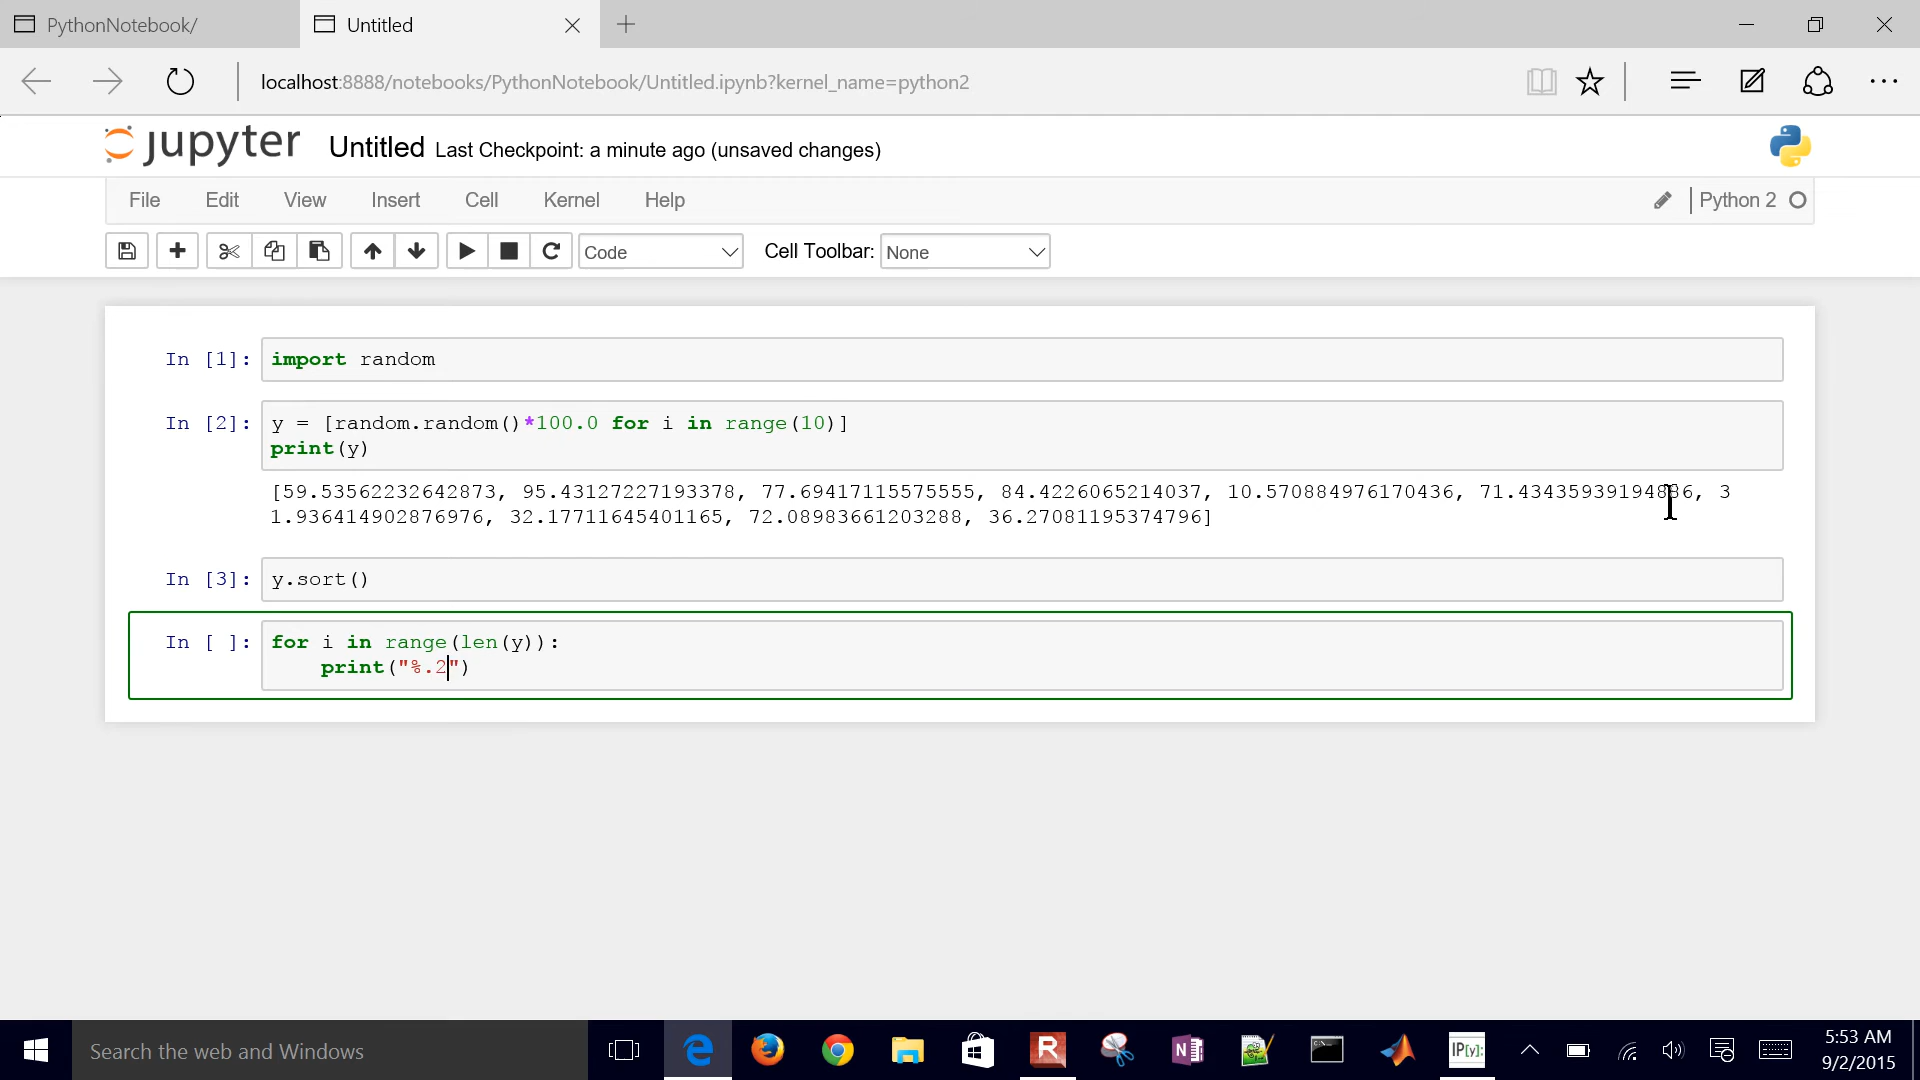 PythonNotebook/
Untitled
localhost:8888/notebooks/PythonNotebook/Untitled.ipynb?kernel_name=python2
jupyter Untitled Last Checkpoint: a minute ago (unsaved changes)
File Edit View Insert Cell Kernel Help Python 2
Code Cell Toolbar: None
In [1]: import random
In [2]: y = [random.random()*100.0 for i in range(10)]
print(y)
[59.53562232642873, 95.43127227193378, 77.69417115575555, 84.4226065214037, 10.570884976170436, 71.43435939194886, 3
1.936414902876976, 32.17711645401165, 72.08983661203288, 36.27081195374796]
In [3]: y.sort()
In [ ]: for i in range(len(y)):
print("%.2")
Search the web and Windows
R
N
IP[y]:
5:53 AM
9/2/2015